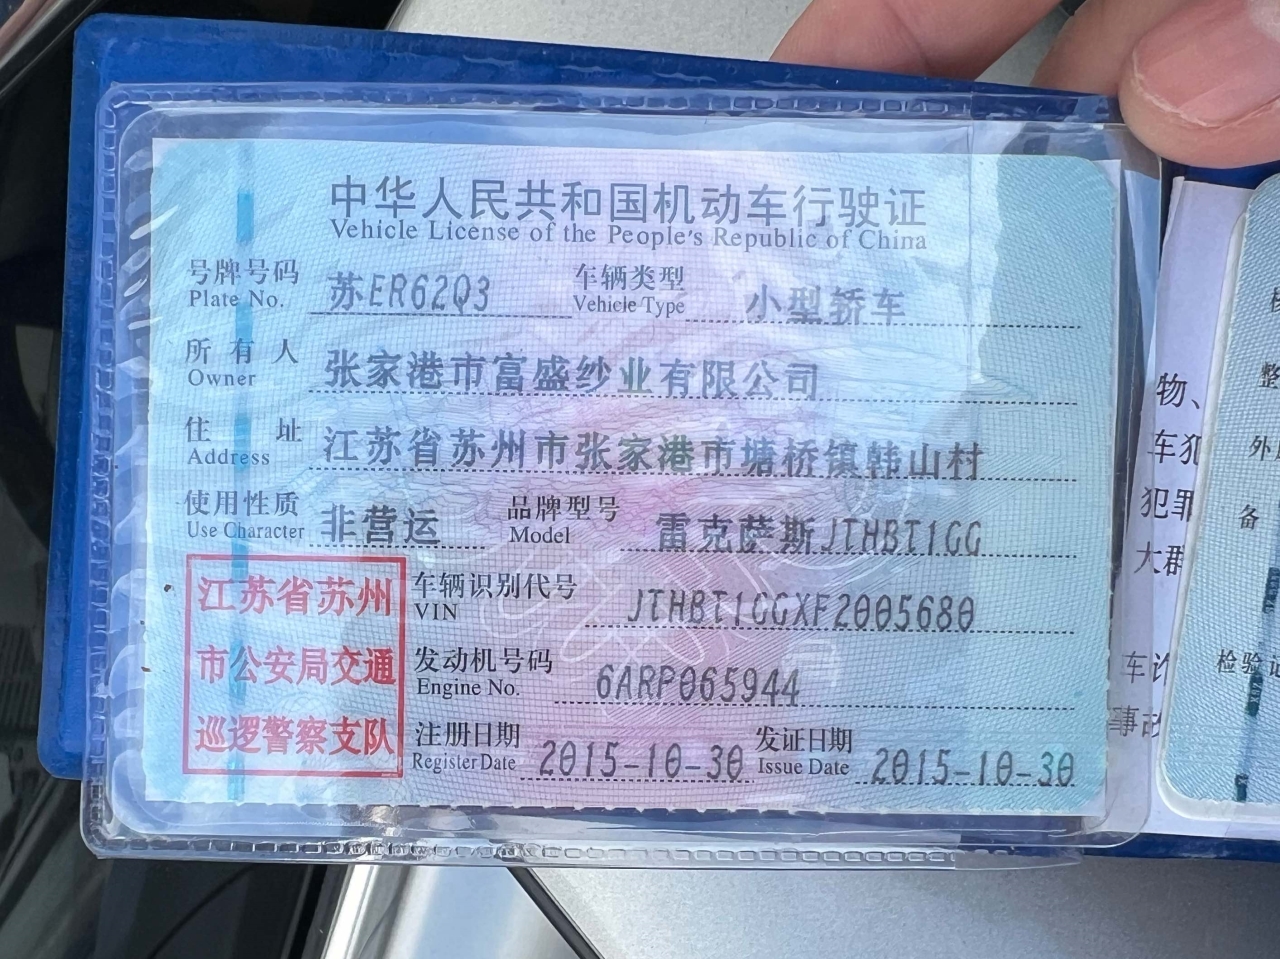 中华人民共和国机动车行驶证
Vehicle License of the People's Republic of China
号牌号码 苏ER62Q3 车辆类型 小型轿车
Plate No. Vehicle Type
所有人 张家港市富盛纱业有限公司
Owner
住址 江苏省苏州市张家港市塘桥镇韩山村
Address
使用性质 非营运 品牌型号 雷克萨斯JTHBT1GG
Use Character Model
江苏省苏州
市公安局交通
巡逻警察支队
车辆识别代号 JTHBT1GGXF2005680
VIN
发动机号码 6ARP065944
Engine No.
注册日期 2015-10-30 发证日期 2015-10-30
Register Date Issue Date
物、
车犯
犯罪
大群
车
事故
整
外
备
检验